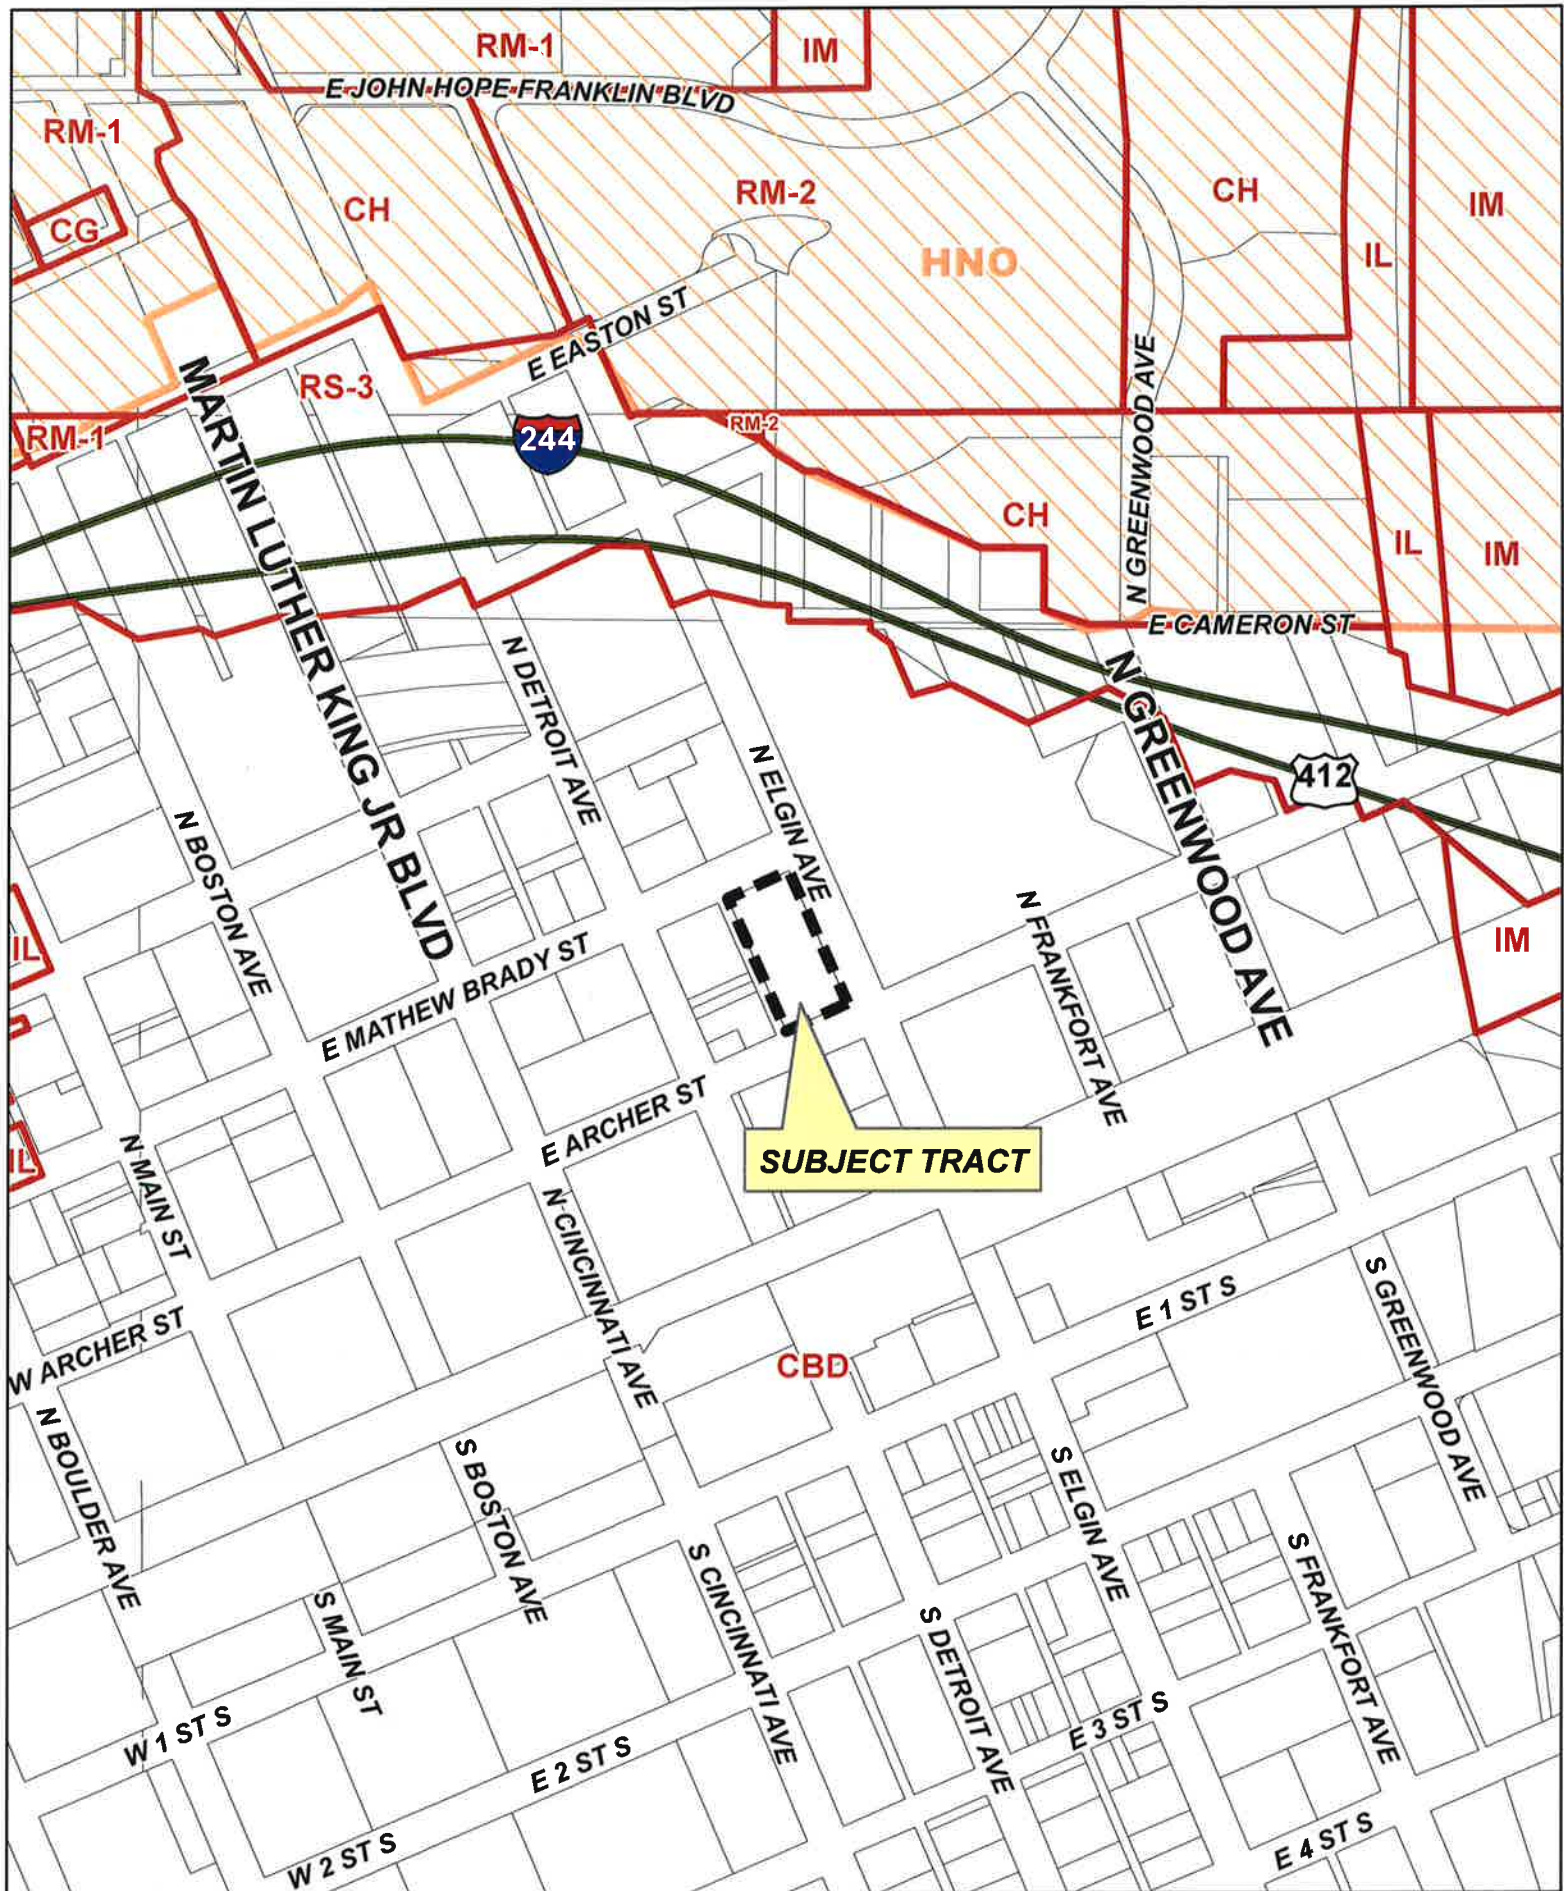 RM-1
IM
E JOHN HOPE FRANKLIN BLVD
RM-1
CH
RM-2
CH
IM
CG
HNO
IL
E EASTON ST
N GREENWOOD AVE
MARTIN LUTHER KING JR BLVD
RS-3
RM-1
244
RM-2
CH
IL
IM
E CAMERON ST
N DETROIT AVE
N GREENWOOD AVE
N ELGIN AVE
412
N BOSTON AVE
N FRANKFORT AVE
IL
IM
E MATHEW BRADY ST
E ARCHER ST
SUBJECT TRACT
N MAIN ST
IL
N CINCINNATI AVE
E 1 ST S
S GREENWOOD AVE
W ARCHER ST
CBD
N BOULDER AVE
S BOSTON AVE
S ELGIN AVE
S CINCINNATI AVE
S FRANKFORT AVE
S MAIN ST
S DETROIT AVE
W 1 ST S
E 3 ST S
E 2 ST S
W 2 ST S
E 4 ST S